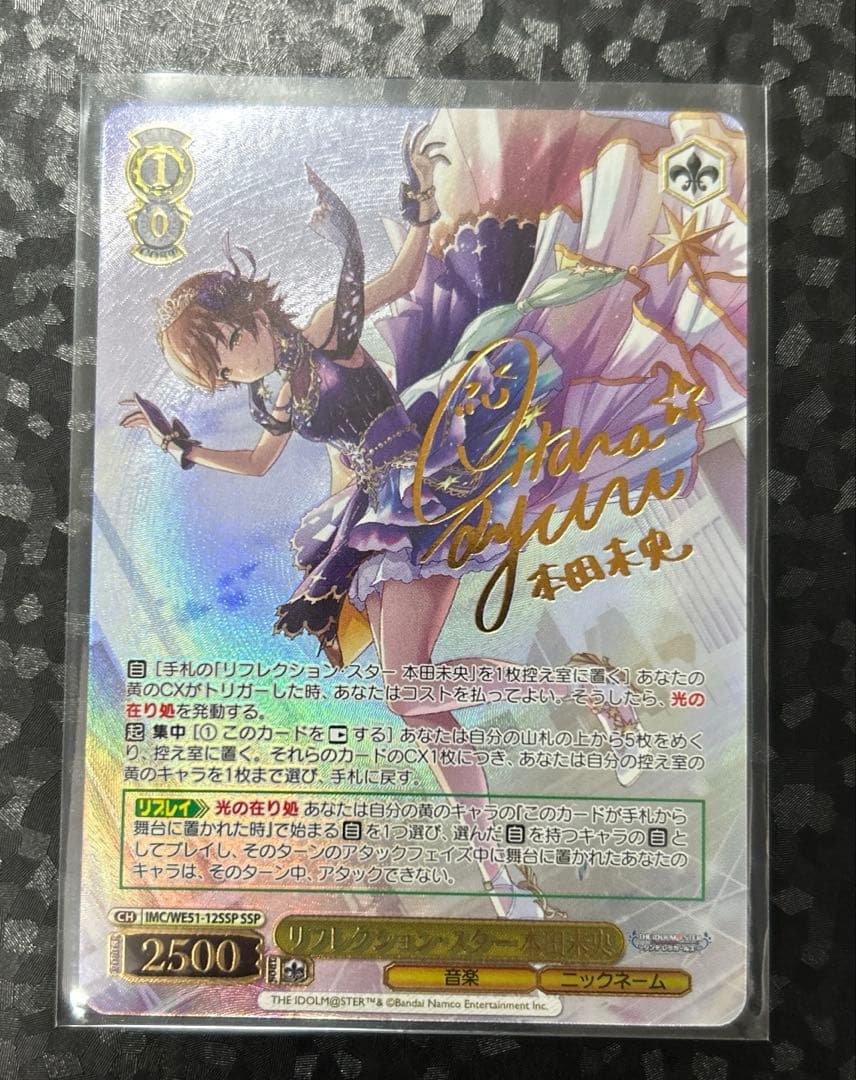 1
0
Hara
本田未央
自 [手札の「リフレクション・スター 本田未央」を1枚控え室に置く] あなたの
黄のCXがトリガーした時、あなたはコストを払ってよい。そうしたら、光の
在り処を発動する。
起 集中 [① このカードを する] あなたは自分の山札の上から5枚をめく
り、控え室に置く。それらのカードのCX1枚につき、あなたは自分の控え室の
黄のキャラを1枚まで選び、手札に戻す。
リプレイ 光の在り処 あなたは自分の黄のキャラの「このカードが手札から
舞台に置かれた時」で始まる 自 を1つ選び、選んだ 自 を持つキャラの 自 と
してプレイし、そのターンのアタックフェイズ中に舞台に置かれたあなたの
キャラは、そのターン中、アタックできない。
CH IMC/WE51-12SSP SSP
リフレクション・スター 本田未央
THE IDOLM@STER
シンデレラガールズ
2500
音楽 ニックネーム
THE IDOLM@STER™& ©Bandai Namco Entertainment Inc.